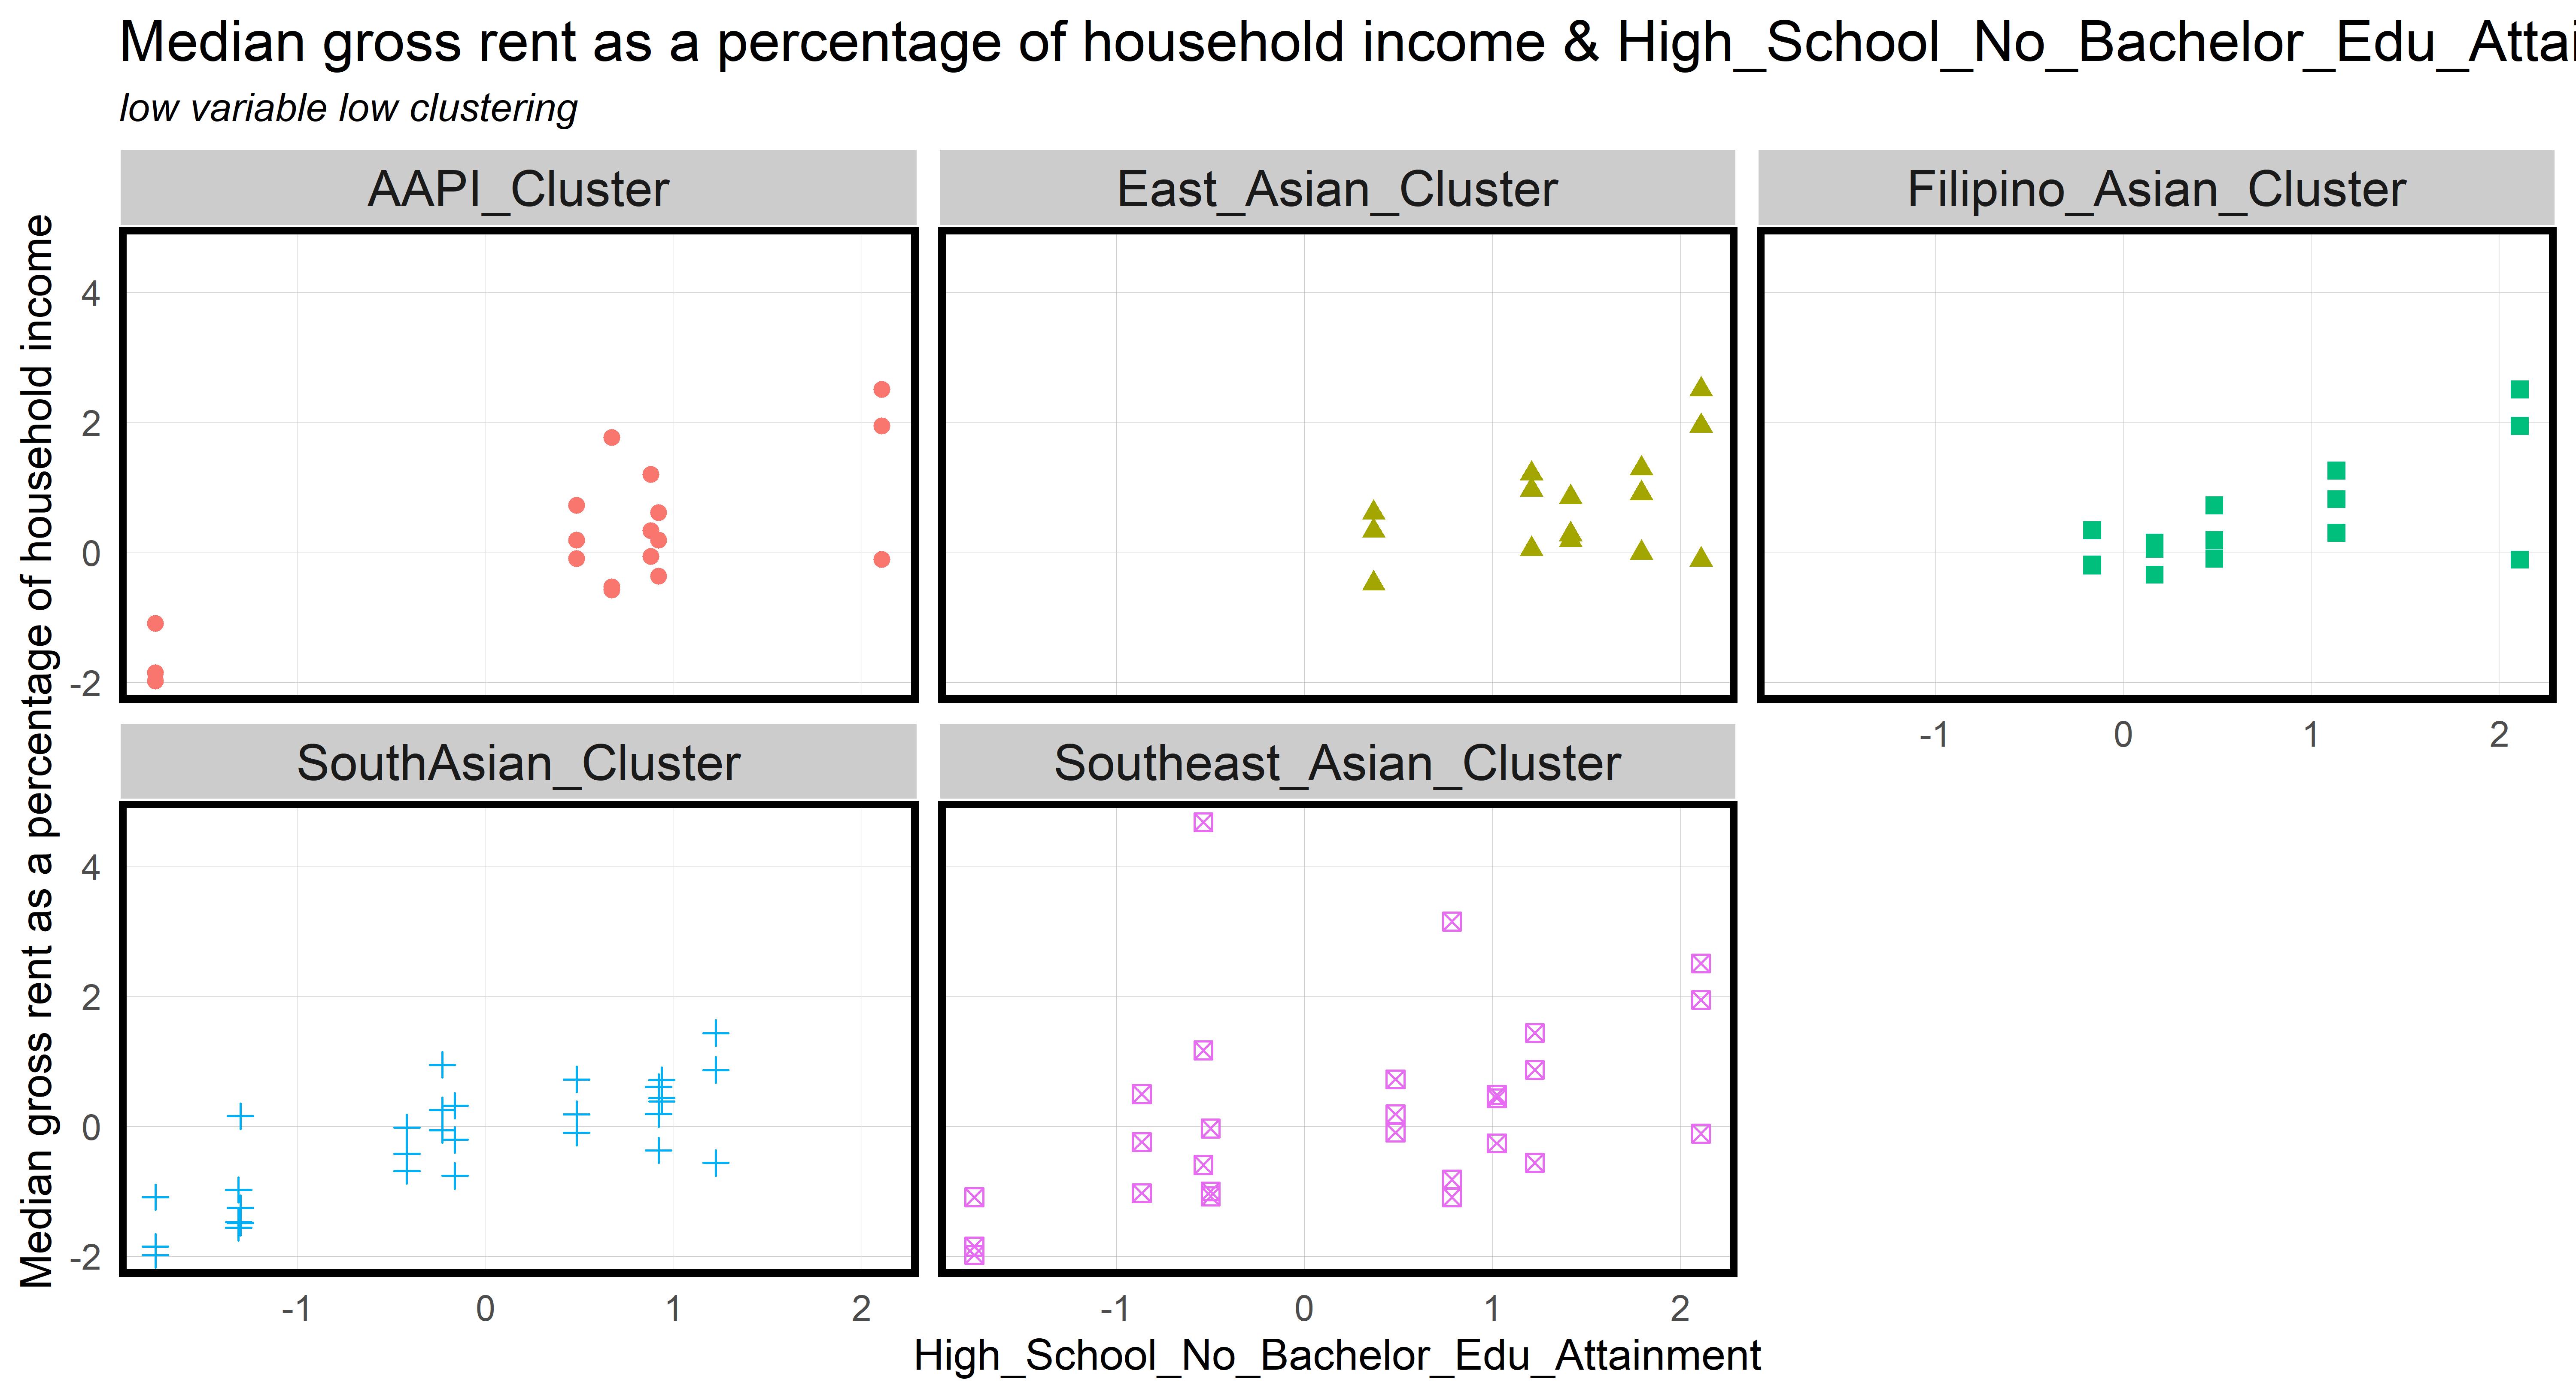 Median gross rent as a percentage of household income & High_School_No_Bachelor_Edu_Attai
low variable low clustering
AAPI_Cluster
East_Asian_Cluster
Filipino_Asian_Cluster
Median gross rent as a percentage of household income
4
2
0
-2
-1
0
1
2
SouthAsian_Cluster
Southeast_Asian_Cluster
4
2
0
-2
-1
0
1
2
-1
0
1
2
High_School_No_Bachelor_Edu_Attainment